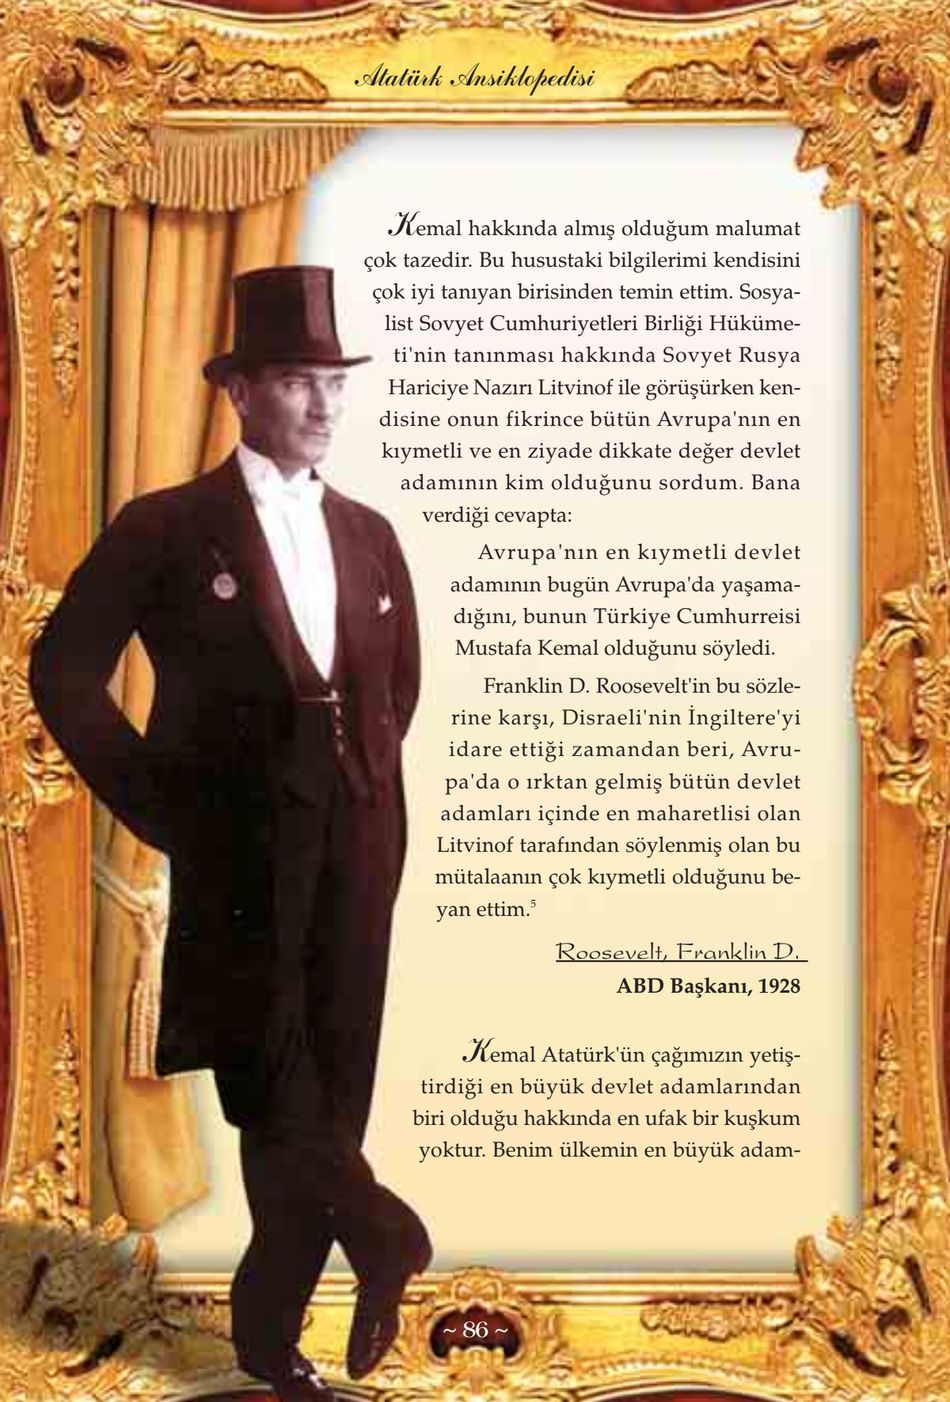 Atatürk Ansiklopedisi
Kemal hakkında almış olduğum malumat
çok tazedir. Bu husustaki bilgilerimi kendisini
çok iyi tanıyan birisinden temin ettim. Sosya-
list Sovyet Cumhuriyetleri Birliği Hüküme-
ti'nin tanınması hakkında Sovyet Rusya
Hariciye Nazırı Litvinof ile görüşürken ken-
disine onun fikrince bütün Avrupa'nın en
kıymetli ve en ziyade dikkate değer devlet
adamının kim olduğunu sordum. Bana
verdiği cevapta:
Avrupa'nın en kıymetli devlet
adamının bugün Avrupa'da yaşama-
dığını, bunun Türkiye Cumhurreisi
Mustafa Kemal olduğunu söyledi.
Franklin D. Roosevelt'in bu sözle-
rine karşı, Disraeli'nin İngiltere'yi
idare ettiği zamandan beri, Avru-
pa'da o ırktan gelmiş bütün devlet
adamları içinde en maharetlisi olan
Litvinof tarafından söylenmiş olan bu
mütalaanın çok kıymetli olduğunu be-
yan ettim.5
Roosevelt, Franklin D.
ABD Başkanı, 1928
Kemal Atatürk'ün çağımızın yetiş-
tirdiği en büyük devlet adamlarından
biri olduğu hakkında en ufak bir kuşkum
yoktur. Benim ülkemin en büyük adam-
~ 86 ~